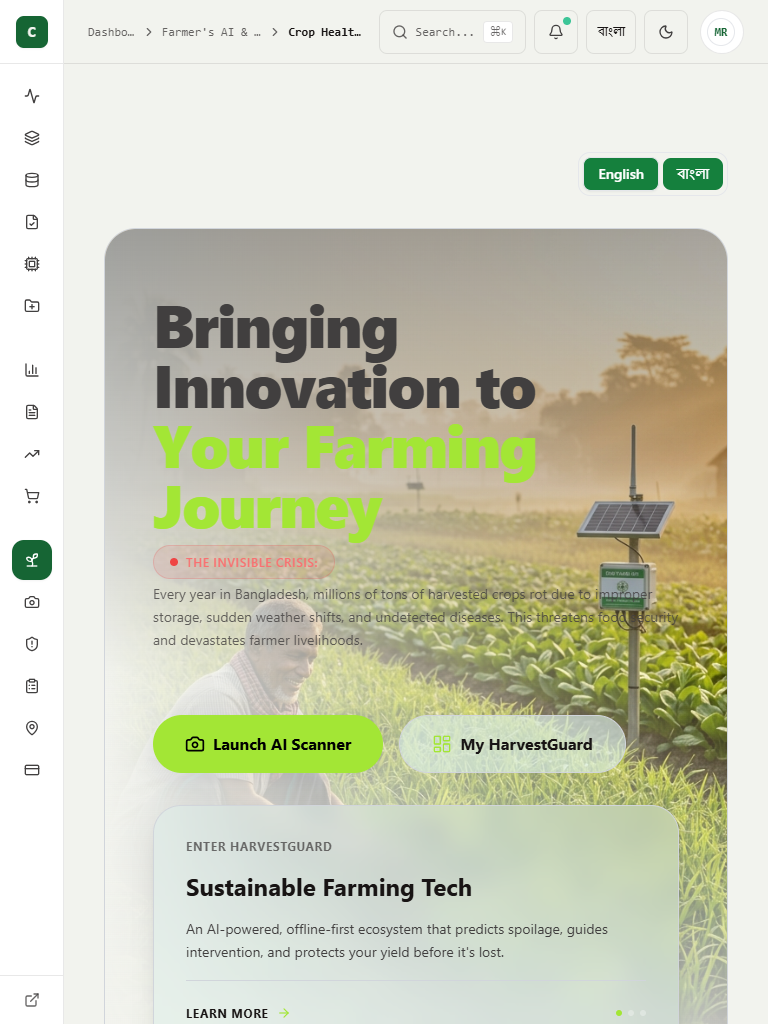 C
Dashbo…
Farmer's AI & …
Crop Healt…
Search...
⌘K
বাংলা
MR
English
বাংলা
Bringing
Innovation to
Your Farming
Journey
THE INVISIBLE CRISIS:
Every year in Bangladesh, millions of tons of harvested crops rot due to improper
storage, sudden weather shifts, and undetected diseases. This threatens food security
and devastates farmer livelihoods.
Launch AI Scanner
My HarvestGuard
ENTER HARVESTGUARD
Sustainable Farming Tech
An AI-powered, offline-first ecosystem that predicts spoilage, guides
intervention, and protects your yield before it's lost.
LEARN MORE